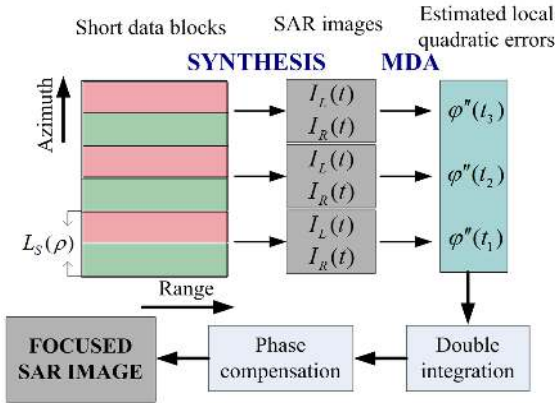 Short data blocks
SAR images
Estimated local
quadratic errors
SYNTHESIS
MDA
Azimuth
I_L(t)
I_R(t)
φ″(t_3)
I_L(t)
I_R(t)
φ″(t_2)
L_S(ρ)
I_L(t)
I_R(t)
φ″(t_1)
Range
FOCUSED
SAR IMAGE
Phase
compensation
Double
integration